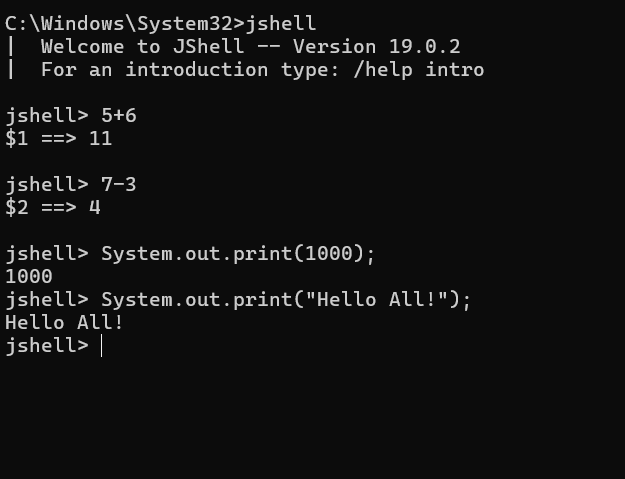 C:\Windows\System32>jshell
|  Welcome to JShell -- Version 19.0.2
|  For an introduction type: /help intro
jshell> 5+6
$1 ==> 11
jshell> 7-3
$2 ==> 4
jshell> System.out.print(1000);
1000
jshell> System.out.print("Hello All!");
Hello All!
jshell>